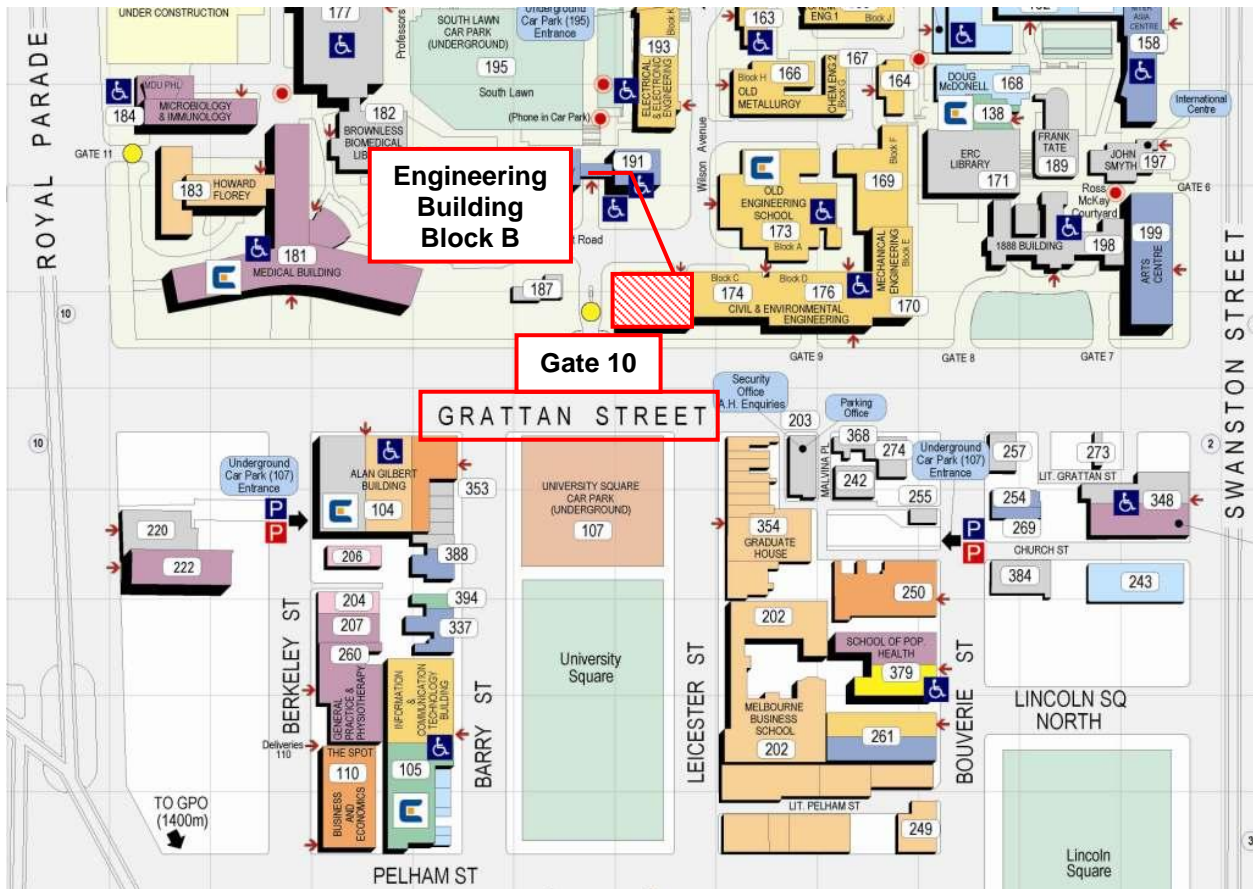 UNDER CONSTRUCTION
177
Professors
SOUTH LAWN
CAR PARK
(UNDERGROUND)
195
South Lawn
(Phone in Car Park)
Underground
Car Park (195)
Entrance
Block K
193
ELECTRICAL
& ELECTRONIC
ENGINEERING
163
CHEM.
ENG.1
Block J
Block H
166
OLD
METALLURGY
CHEM.ENG.2
Block G
167
164
ASIA
CENTRE
158
DOUG
McDONELL
168
138
International
Centre
ROYAL PARADE
MDU PHL
184
MICROBIOLOGY
& IMMUNOLOGY
182
BROWNLESS
BIOMEDICAL
GATE 11
183
HOWARD
FLOREY
181
MEDICAL BUILDING
Engineering
Building
Block B
191
Road
187
Wilson Avenue
OLD
ENGINEERING
SCHOOL
173
Block A
Block F
169
MECHANICAL
ENGINEERING
Block E
170
Block C
174
Block D
176
CIVIL & ENVIRONMENTAL
ENGINEERING
ERC
LIBRARY
171
FRANK
TATE
189
JOHN
SMYTH
197
GATE 6
Ross
McKay
Courtyard
1888 BUILDING
198
199
ARTS
CENTRE
SWANSTON STREET
10
GATE 9
GATE 8
GATE 7
Gate 10
GRATTAN STREET
10
2
Security
Office
A.H. Enquiries
203
Parking
Office
368
MALVINA PL
274
242
255
Underground
Car Park (107)
Entrance
257
273
LIT. GRATTAN ST
254
269
348
P
P
CHURCH ST
384
243
Underground
Car Park (107)
Entrance
P
P
220
222
ALAN GILBERT
BUILDING
104
353
388
206
204
207
260
GENERAL
PRACTICE &
PHYSIOTHERAPY
394
337
INFORMATION
&
COMMUNICATION
TECHNOLOGY
BUILDING
BERKELEY ST
Deliveries
110
THE SPOT
110
BUSINESS
AND
ECONOMICS
105
BARRY ST
UNIVERSITY SQUARE
CAR PARK
(UNDERGROUND)
107
University
Square
LEICESTER ST
354
GRADUATE
HOUSE
202
MELBOURNE
BUSINESS
SCHOOL
202
250
SCHOOL OF POP.
HEALTH
379
261
BOUVERIE ST
LIT. PELHAM ST
249
LINCOLN SQ
NORTH
Lincoln
Square
3
TO GPO
(1400m)
PELHAM ST